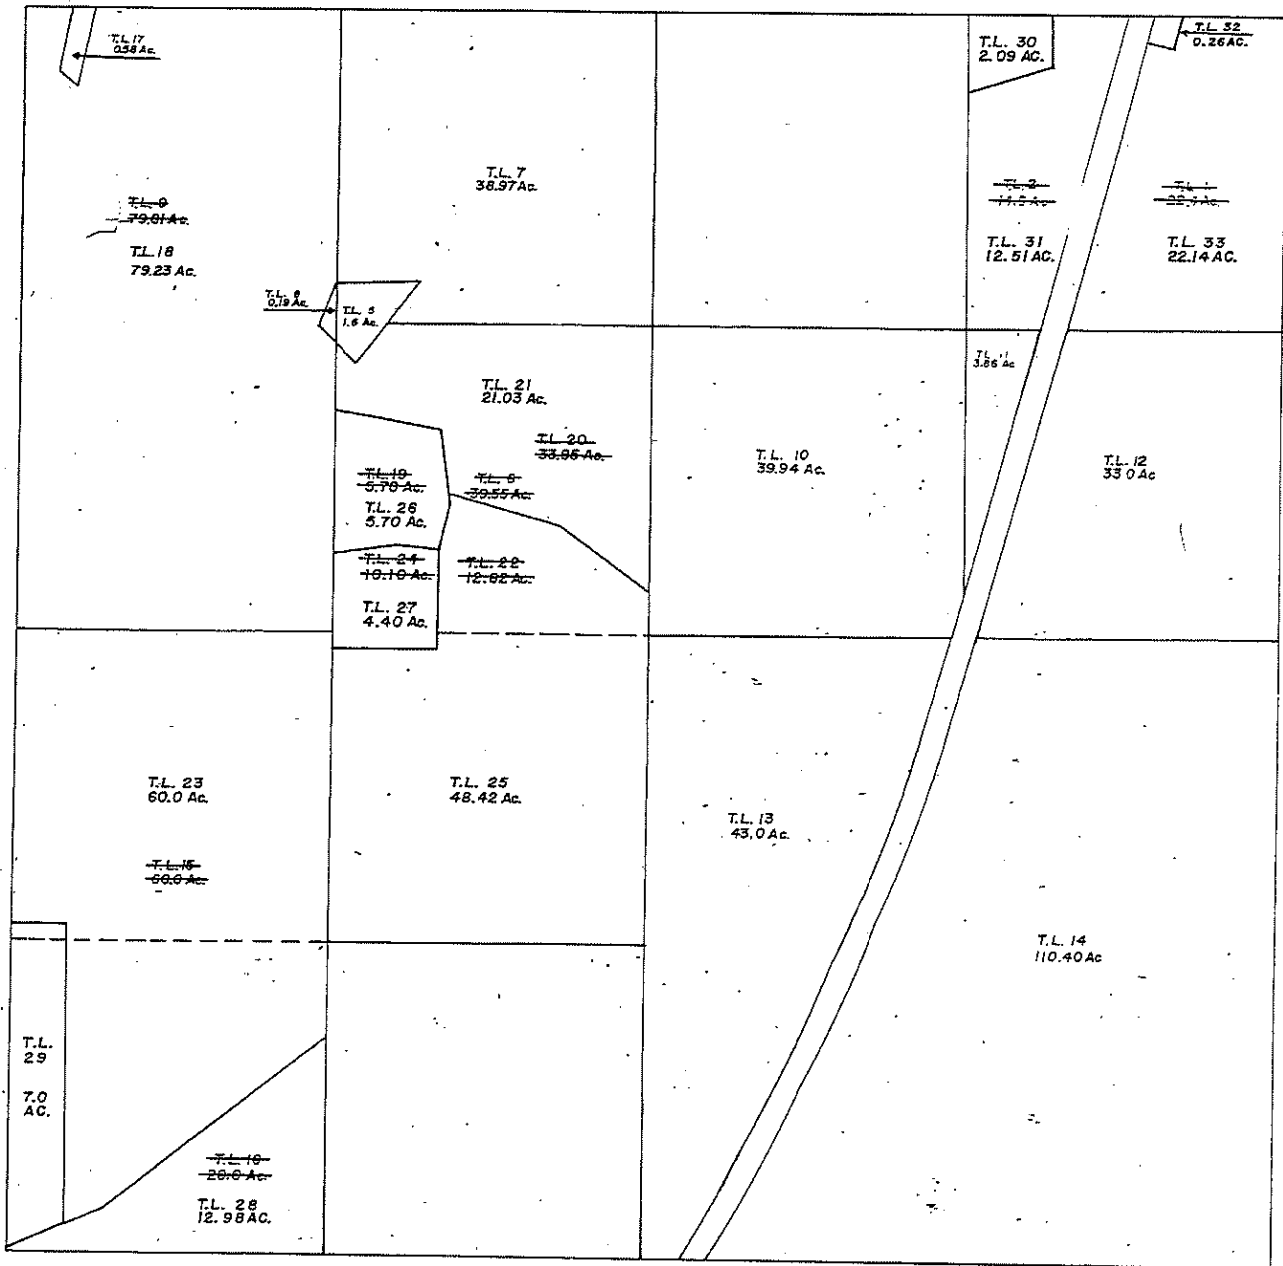 T.L. 17
0.58 Ac.
T.L. 30
2.09 AC.
T.L. 32
0.26 AC.
T.L. 7
38.97 Ac.
T.L. 9
79.81 Ac.
T.L. 18
79.23 Ac.
T.L. 2
T.L. 31
12.51 AC.
T.L. 1
T.L. 33
22.14 AC.
0.19 Ac.
T.L. 5
1.6 Ac.
T.L. 11
3.86 Ac
T.L. 21
21.03 Ac.
T.L. 20
33.85 Ac.
T.L. 19
5.70 Ac.
T.L. 26
5.70 Ac.
39.55 Ac.
T.L. 10
39.94 Ac.
T.L. 12
33.0 Ac
T.L. 24
10.10 Ac.
T.L. 27
4.40 Ac.
T.L. 22
12.82 Ac.
T.L. 23
60.0 Ac.
T.L. 15
60.0 Ac.
T.L. 25
48.42 Ac.
T.L. 13
43.0 Ac.
T.L. 14
110.40 Ac
T.L.
29
7.0
AC.
T.L. 16
20.0 Ac.
T.L. 28
12.98 AC.